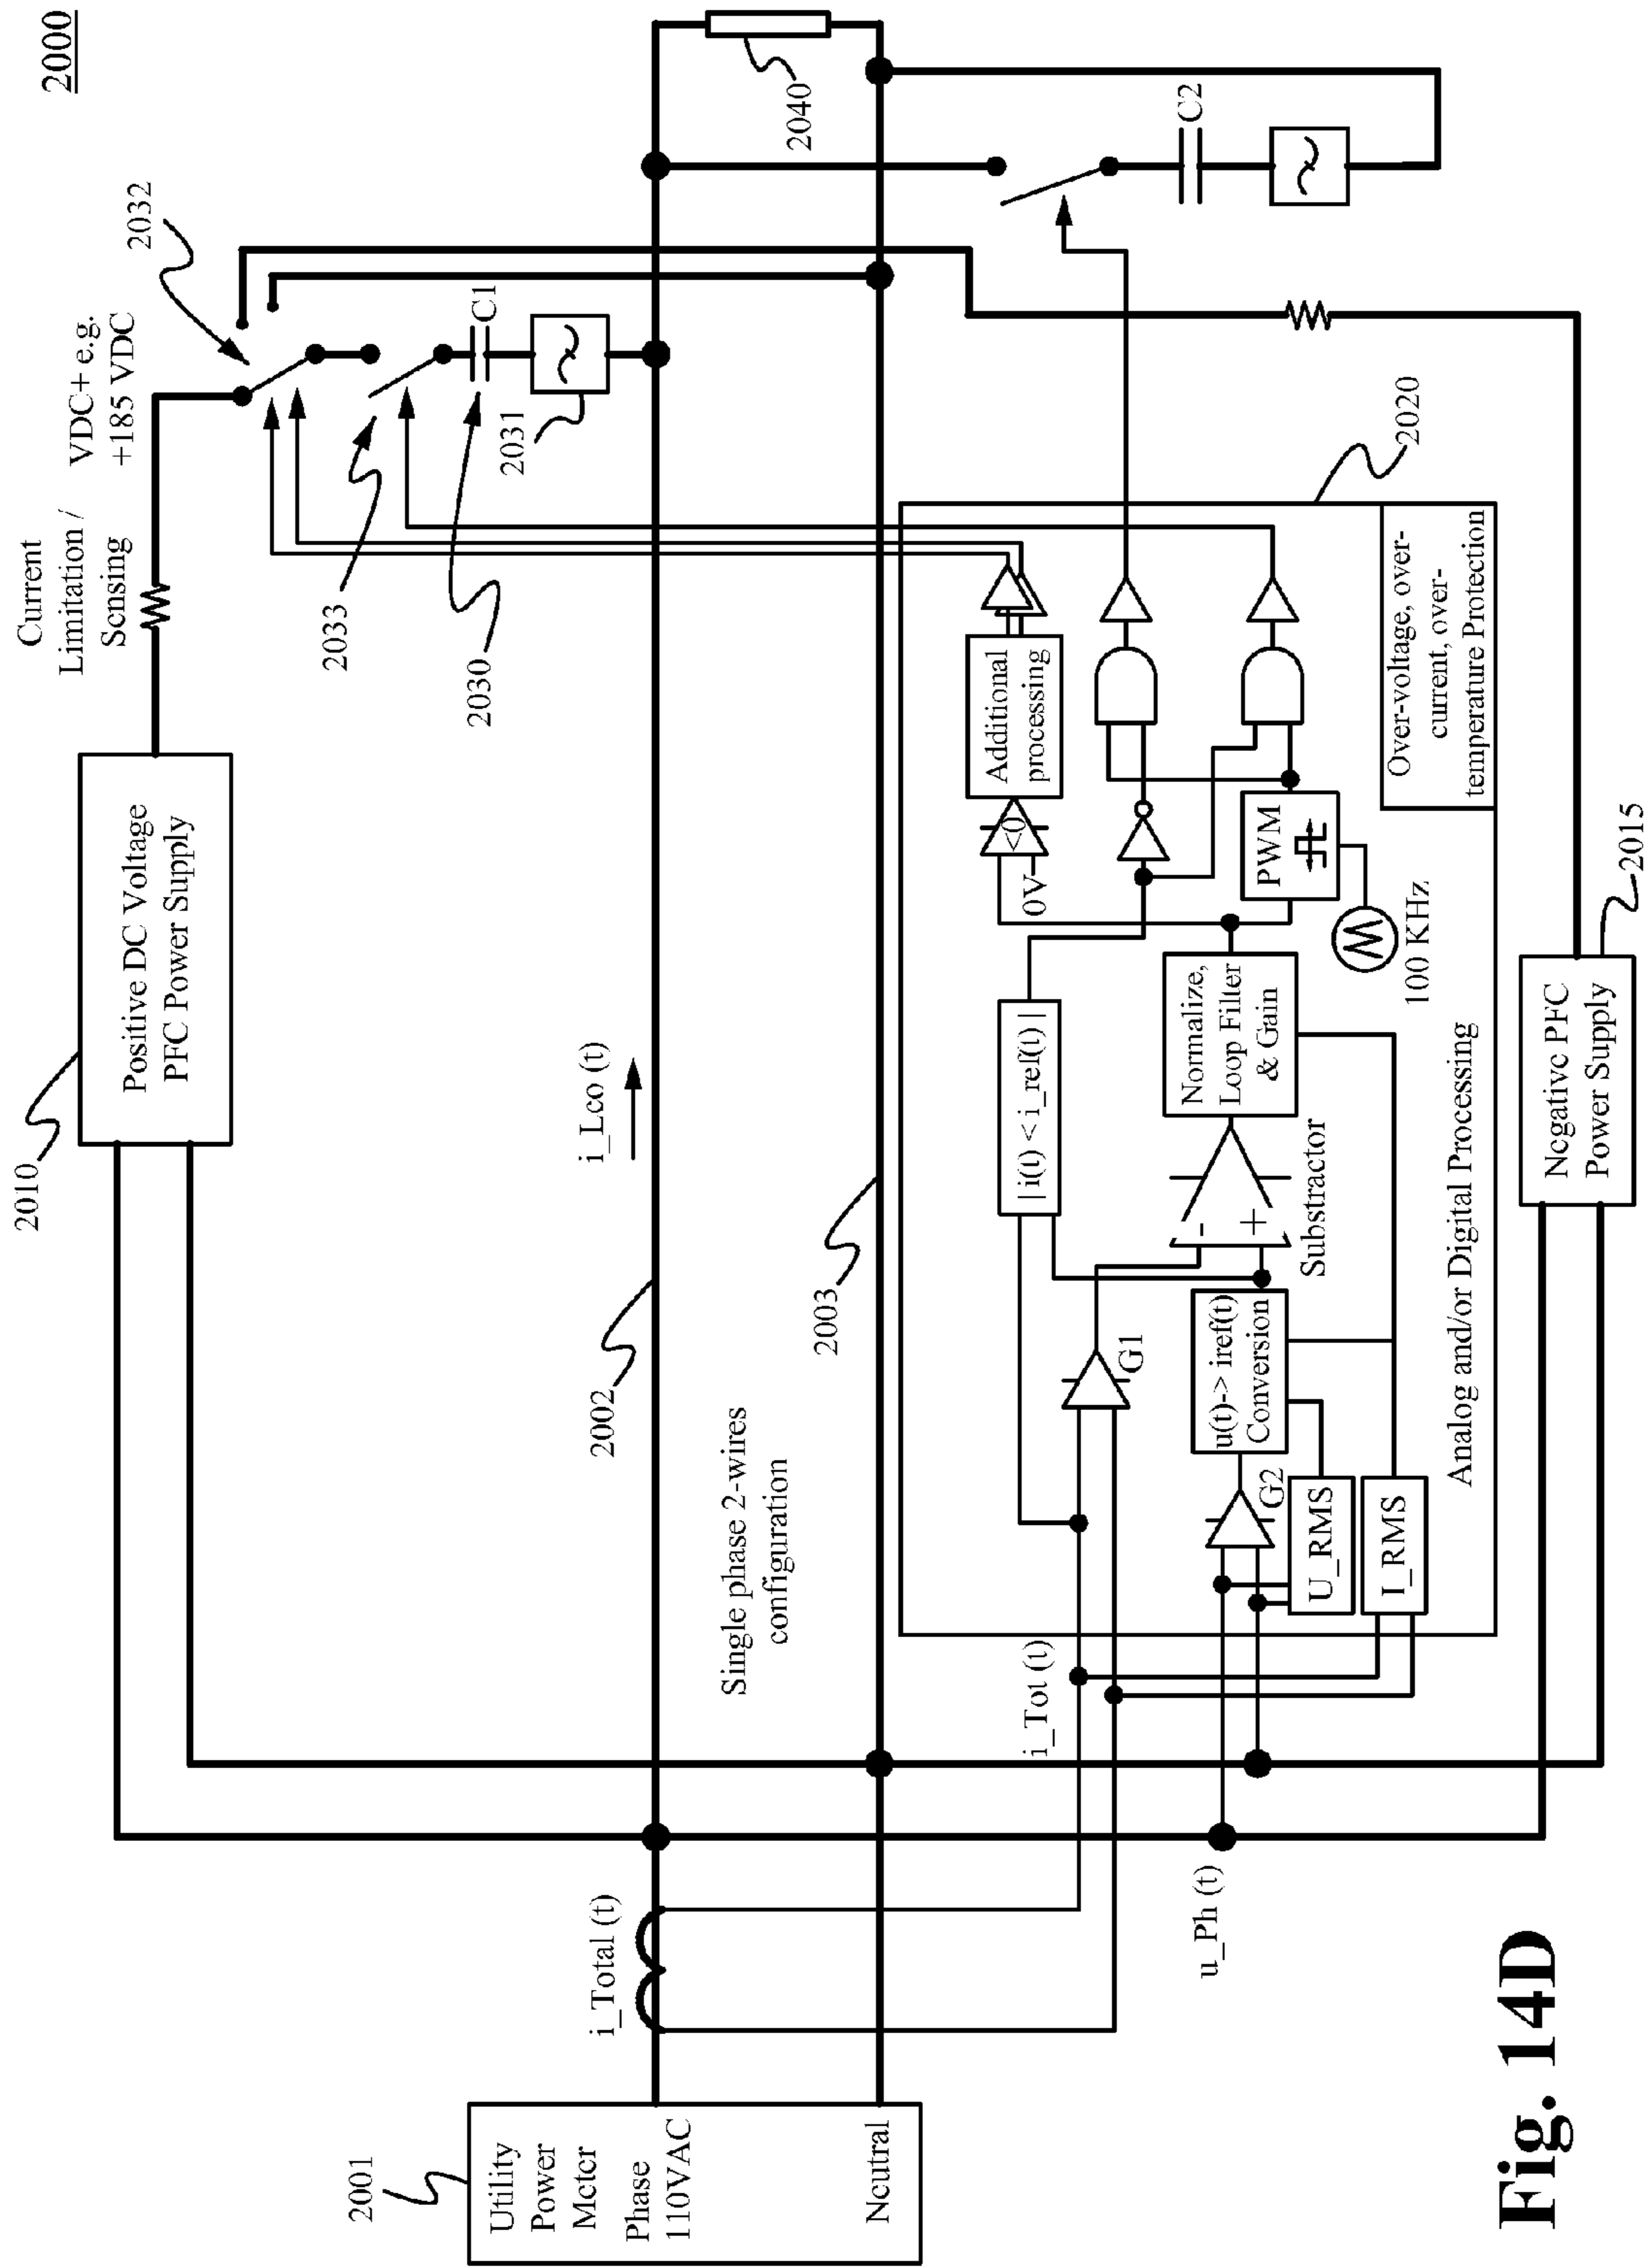 2000
Current
Limitation /
Sensing
VDC+ e.g.
+185 VDC
2032
2010
Positive DC Voltage
PFC Power Supply
2033
2030
C1
2031
i_Lco (t)
2002
2003
2040
C2
2001
Utility
Power
Meter
Phase
110VAC
Neutral
i_Total (t)
Single phase 2-wires
configuration
i_Tot (t)
u_Ph (t)
G1
G2
U_RMS
I_RMS
u(t)-> iref(t)
Conversion
| i(t) < i_ref(t) |
-
+
Substractor
Normalize,
Loop Filter
& Gain
0V
<0
Additional
processing
PWM
100 KHz
Analog and/or Digital Processing
Over-voltage, over-
current, over-
temperature Protection
2020
Negative PFC
Power Supply
2015
Fig. 14D